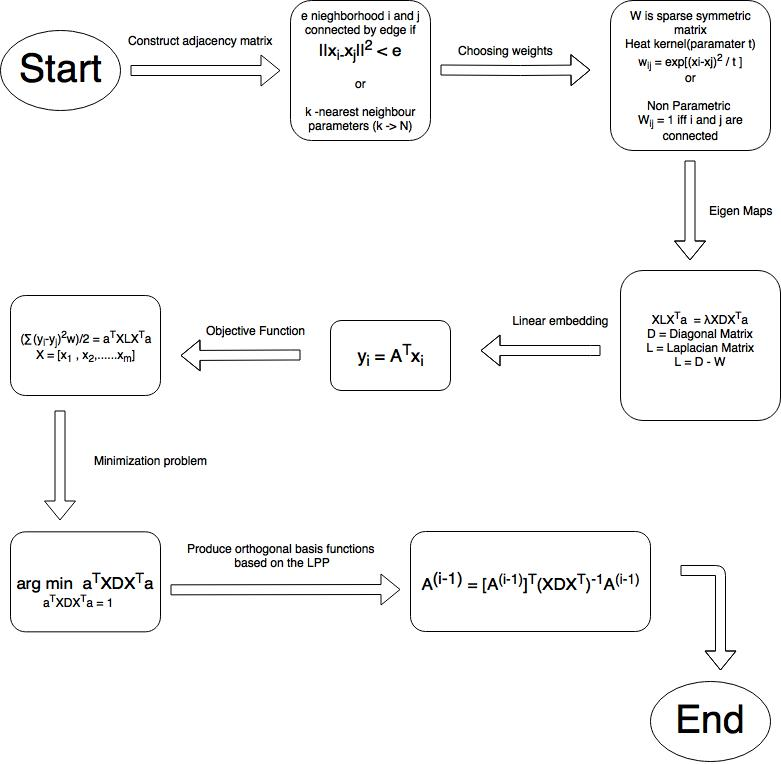 Start
Construct adjacency matrix
e nieghborhood i and j
connected by edge if
||xi-xj||² < e
or
k -nearest neighbour
parameters (k -> N)
Choosing weights
W is sparse symmetric
matrix
Heat kernel(paramater t)
wij = exp[(xi-xj)² / t ]
or
Non Parametric
Wij = 1 iff i and j are
connected
Eigen Maps
XLXᵀa = λXDXᵀa
D = Diagonal Matrix
L = Laplacian Matrix
L = D - W
Linear embedding
yi = Aᵀxi
Objective Function
(∑(yi-yj)²w)/2 = aᵀXLXᵀa
X = [x1 , x2,......xm]
Minimization problem
arg min aᵀXDXᵀa
aᵀXDXᵀa = 1
Produce orthogonal basis functions
based on the LPP
A(i-1) = [A(i-1)]ᵀ(XDXᵀ)-1A(i-1)
End